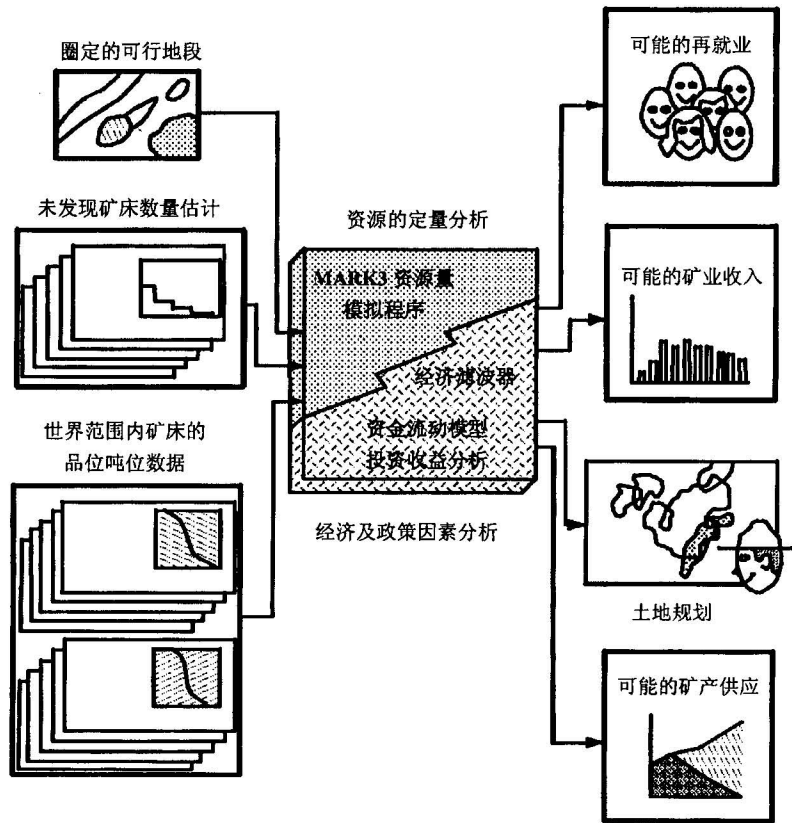 圈定的可行地段
未发现矿床数量估计
世界范围内矿床的
品位吨位数据
资源的定量分析
MARK3 资源量
模拟程序
经济滤波器
资金流动模型
投资收益分析
经济及政策因素分析
可能的再就业
可能的矿业收入
土地规划
可能的矿产供应